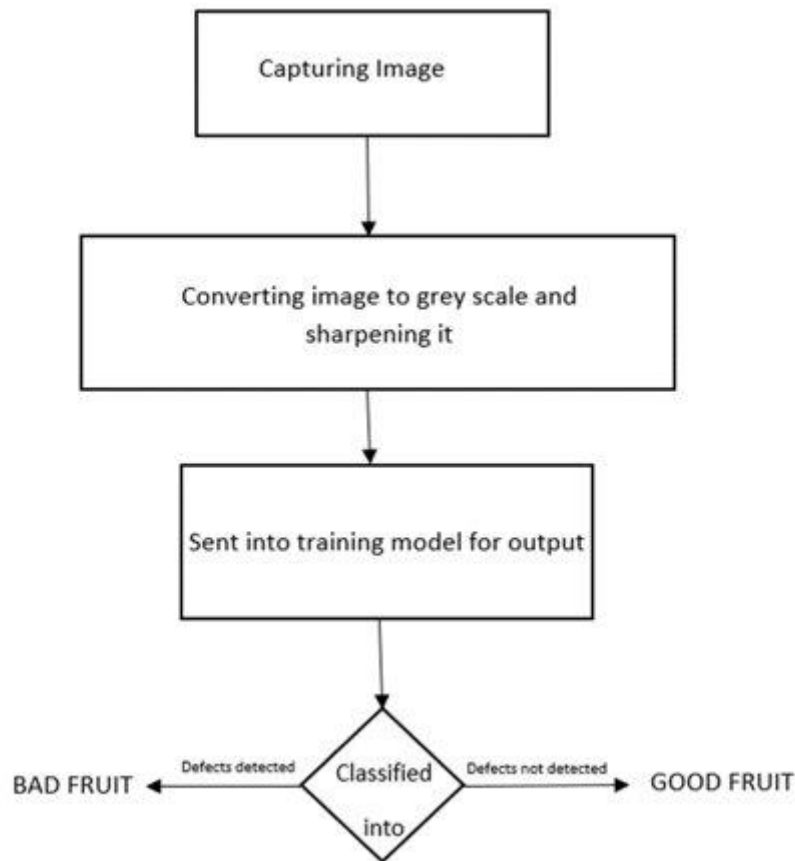 Capturing Image
Converting image to grey scale and
sharpening it
Sent into training model for output
Classified
into
Defects detected
BAD FRUIT
Defects not detected
GOOD FRUIT